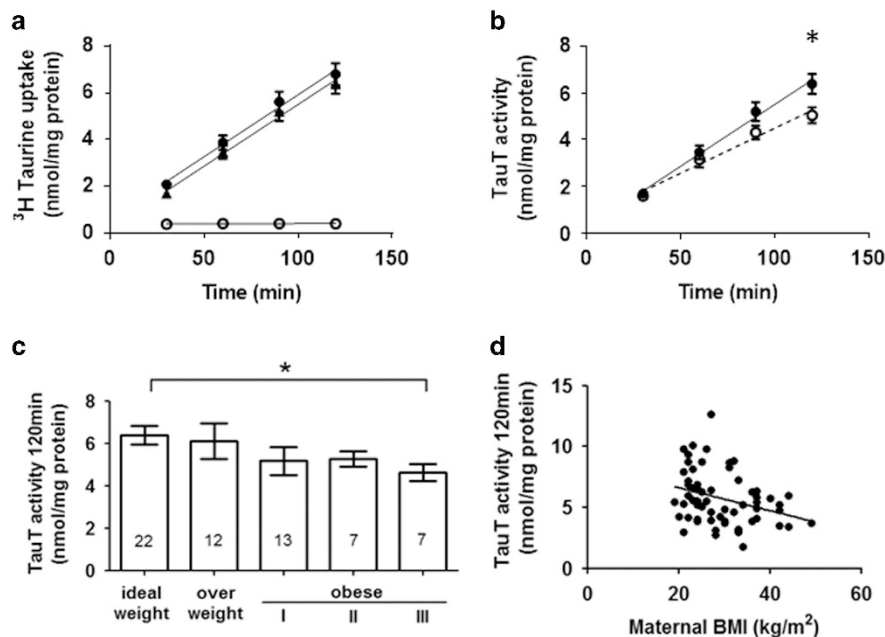 a
8
6
4
2
0
³H Taurine uptake
(nmol/mg protein)
0 50 100 150
Time (min)
b
*
8
6
4
2
0
TauT activity
(nmol/mg protein)
0 50 100 150
Time (min)
c
*
8
6
4
2
0
TauT activity 120min
(nmol/mg protein)
22 12 13 7 7
ideal weight
over weight
obese
I II III
d
15
10
5
0
TauT activity 120min
(nmol/mg protein)
0 20 40 60
Maternal BMI (kg/m²)